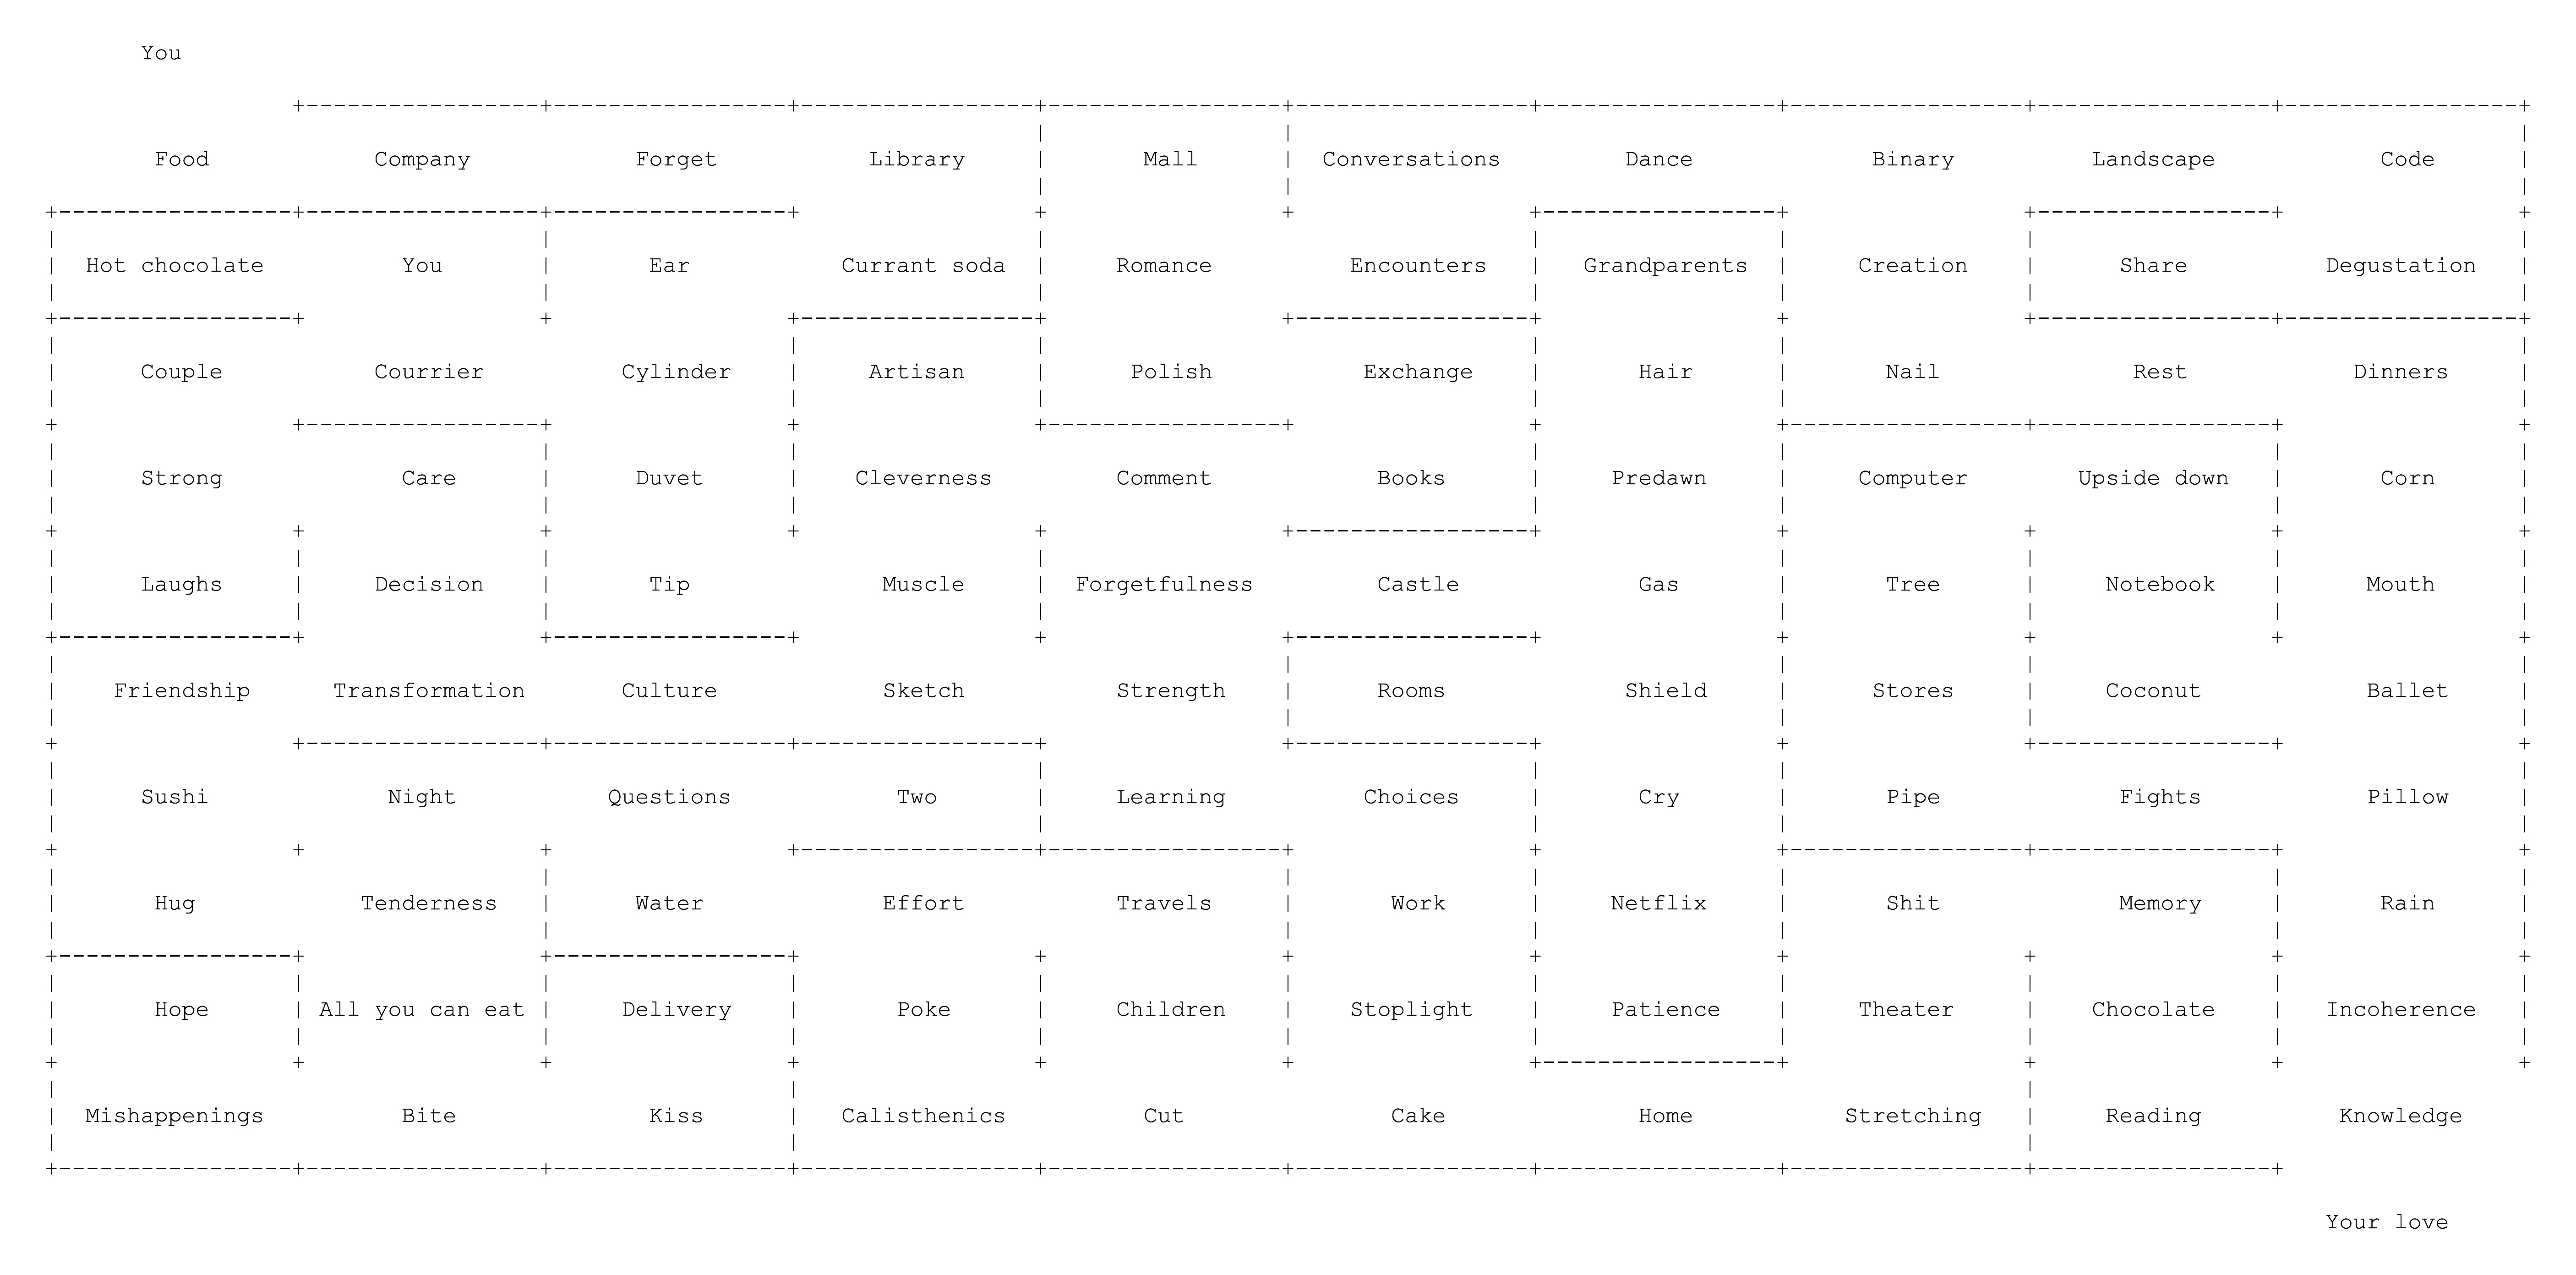 You
Food Company Forget Library Mall Conversations Dance Binary Landscape Code
Hot chocolate You Ear Currant soda Romance Encounters Grandparents Creation Share Degustation
Couple Courrier Cylinder Artisan Polish Exchange Hair Nail Rest Dinners
Strong Care Duvet Cleverness Comment Books Predawn Computer Upside down Corn
Laughs Decision Tip Muscle Forgetfulness Castle Gas Tree Notebook Mouth
Friendship Transformation Culture Sketch Strength Rooms Shield Stores Coconut Ballet
Sushi Night Questions Two Learning Choices Cry Pipe Fights Pillow
Hug Tenderness Water Effort Travels Work Netflix Shit Memory Rain
Hope All you can eat Delivery Poke Children Stoplight Patience Theater Chocolate Incoherence
Mishappenings Bite Kiss Calisthenics Cut Cake Home Stretching Reading Knowledge
Your love